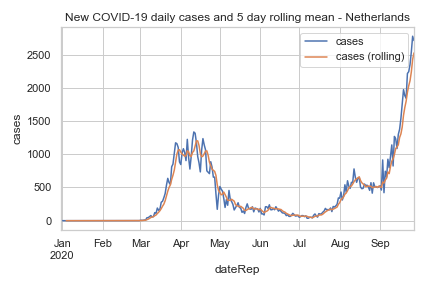 New COVID-19 daily cases and 5 day rolling mean - Netherlands
cases
cases (rolling)
2500
2000
1500
1000
500
0
cases
Jan Feb Mar Apr May Jun Jul Aug Sep
2020
dateRep